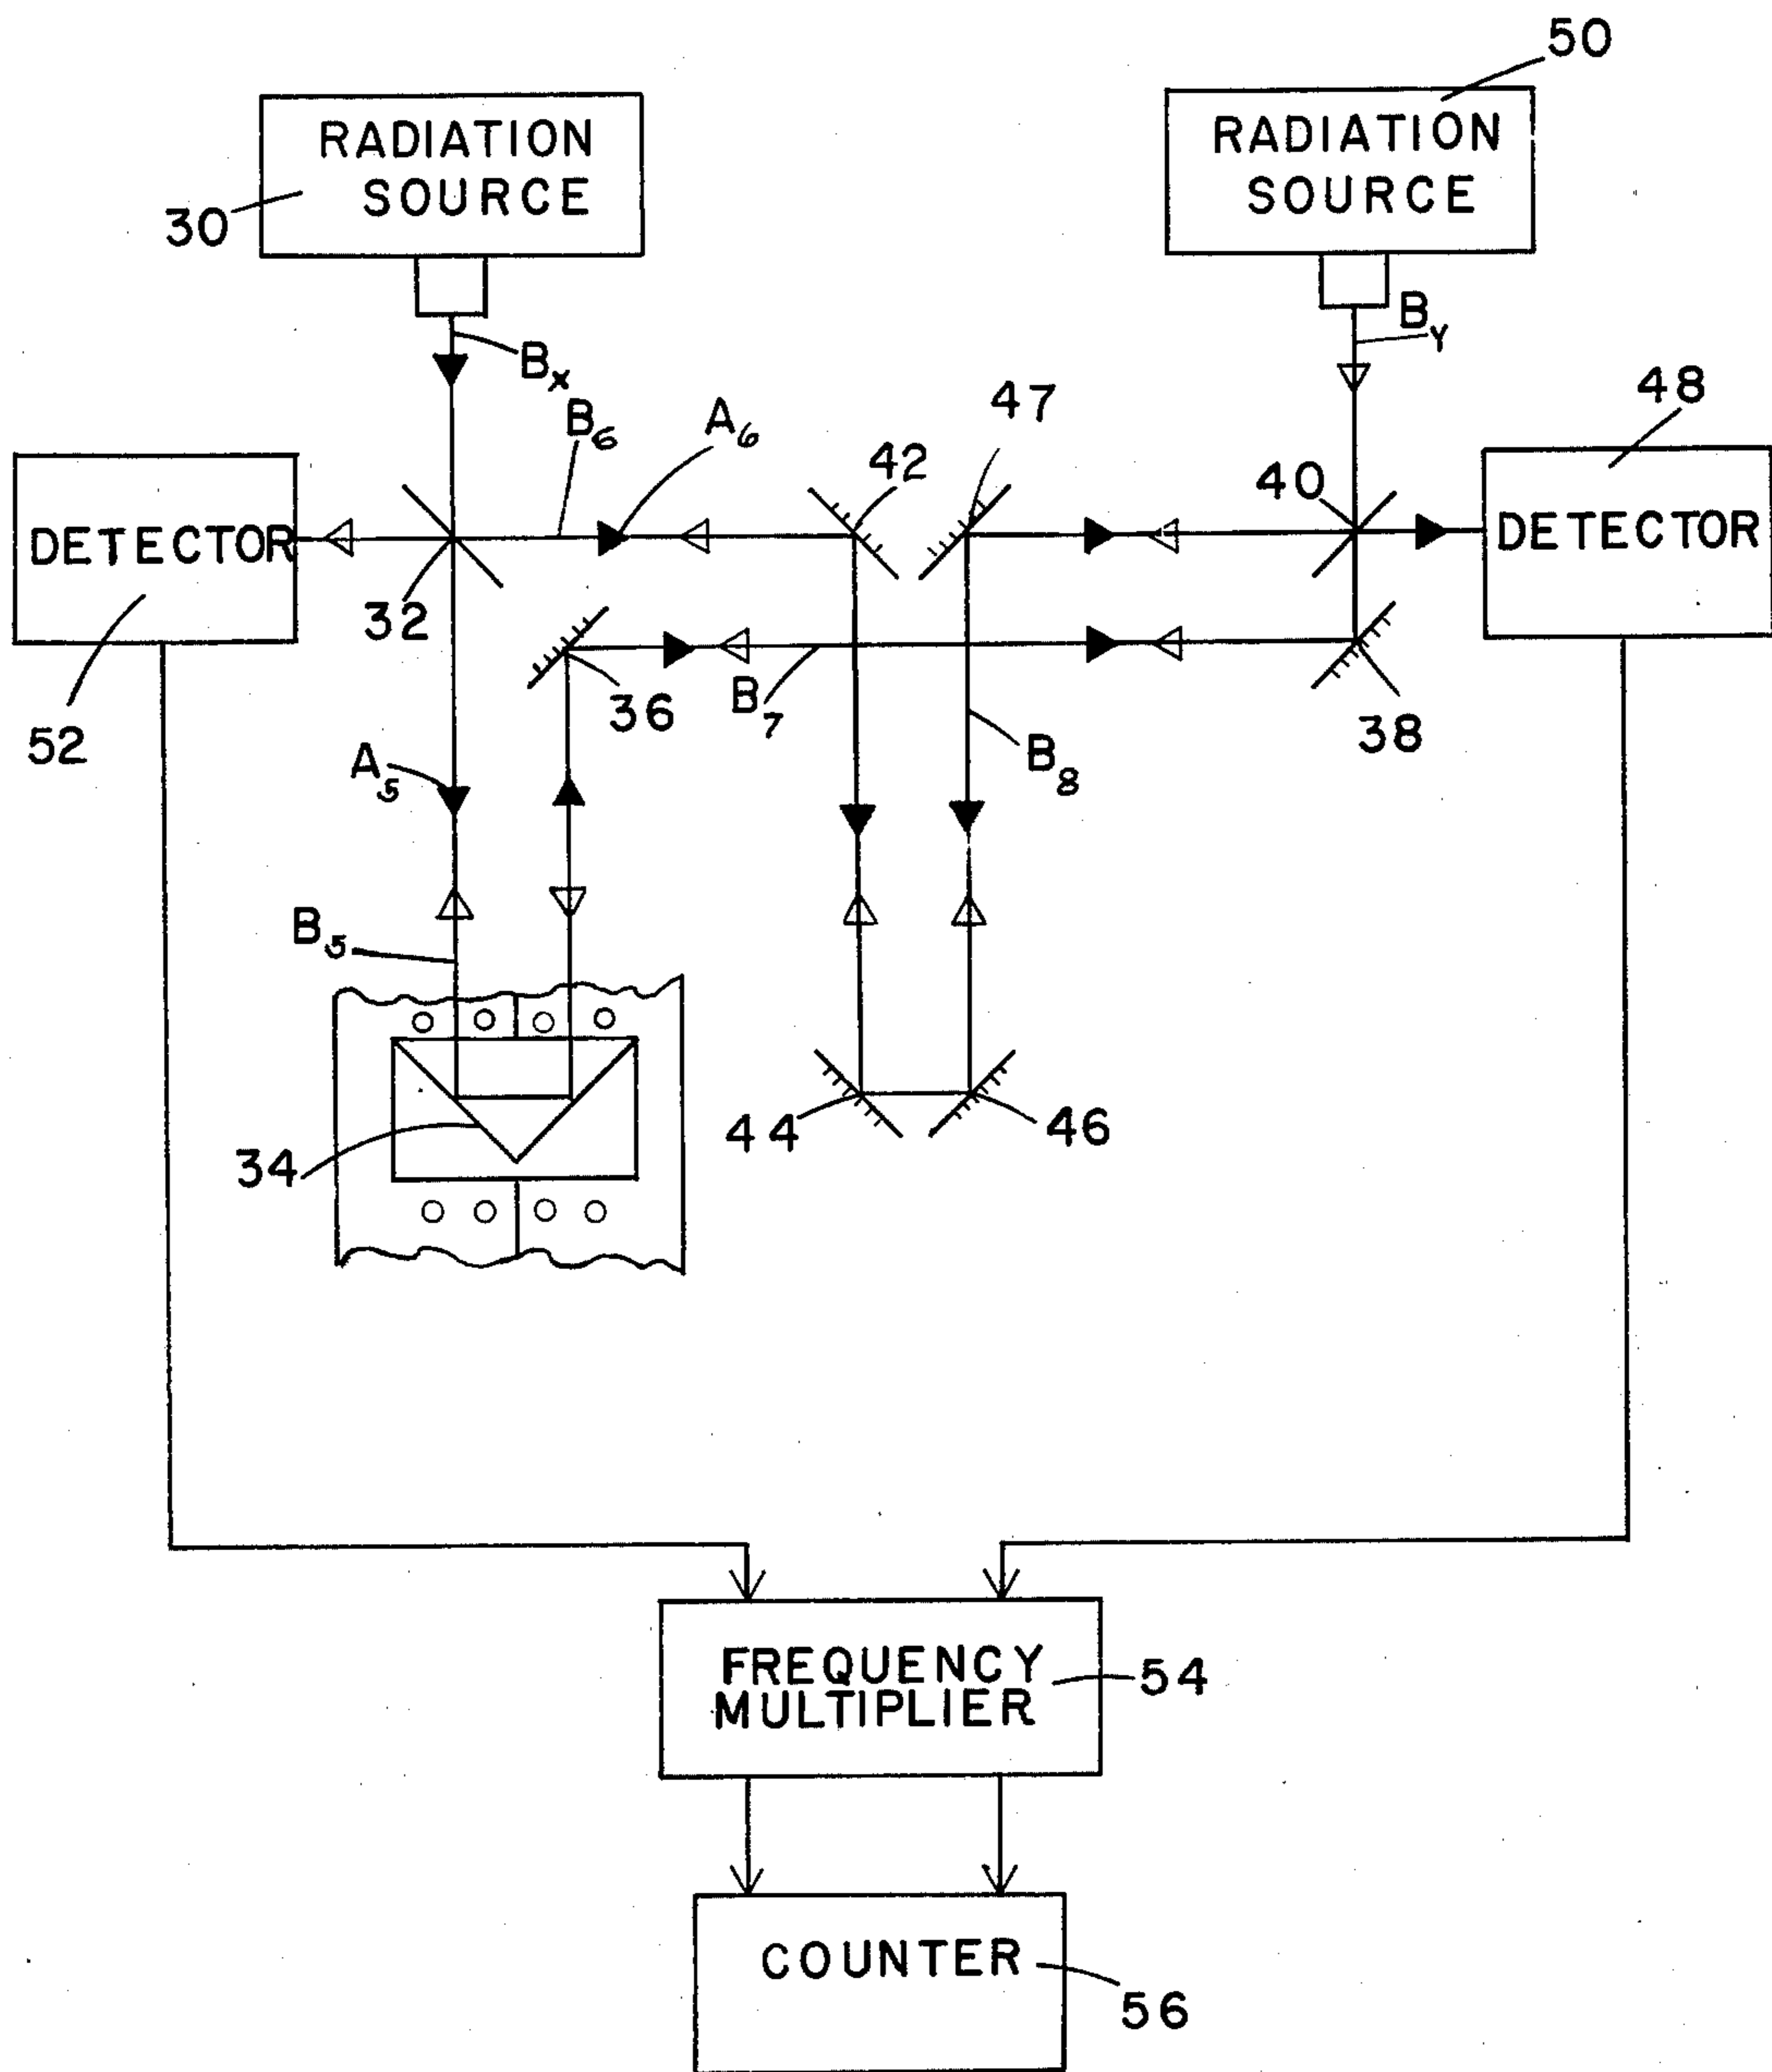 50
RADIATION
SOURCE
RADIATION
SOURCE
30
Bₓ
B_Y
B₆
A₆
42
47
40
48
DETECTOR
DETECTOR
32
36
B₇
38
52
A₅
B₈
B₅
34
44
46
FREQUENCY
MULTIPLIER
54
COUNTER
56